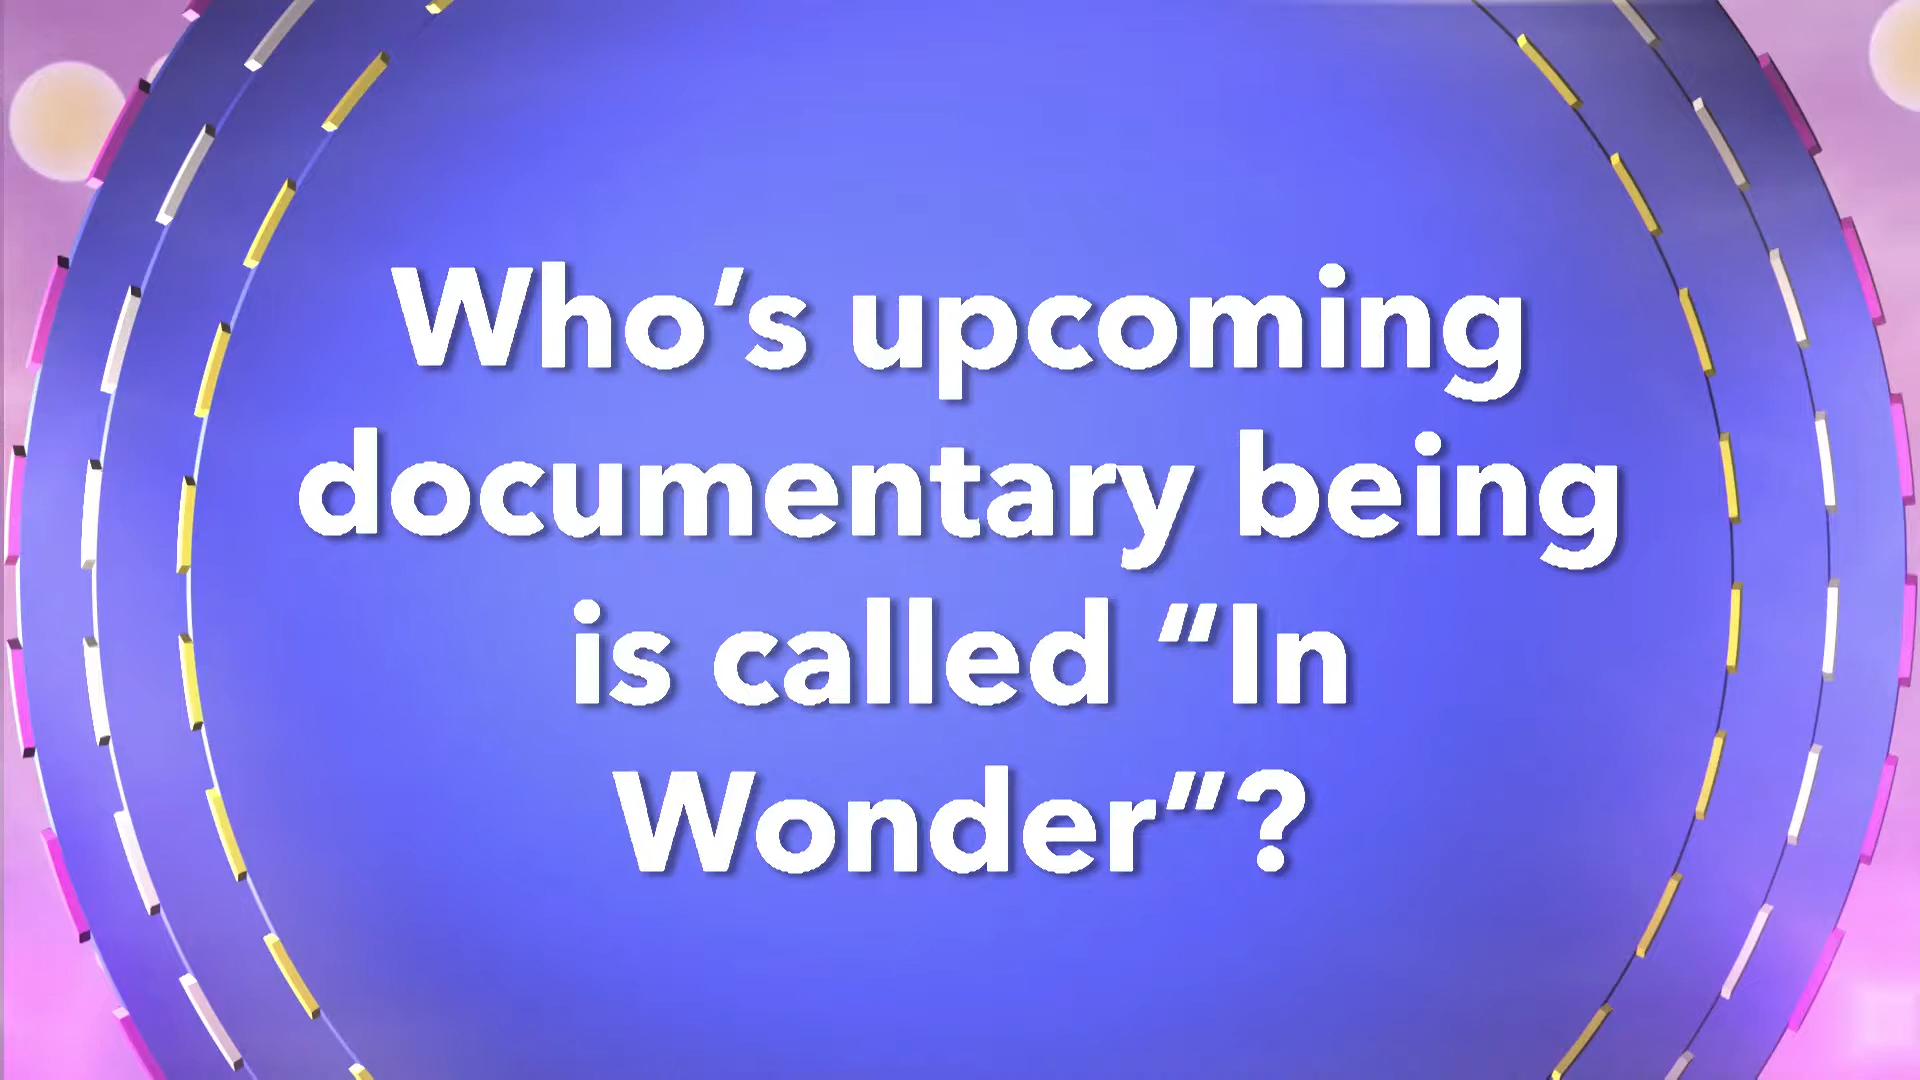 Who’s upcoming
documentary being
is called “In
Wonder”?